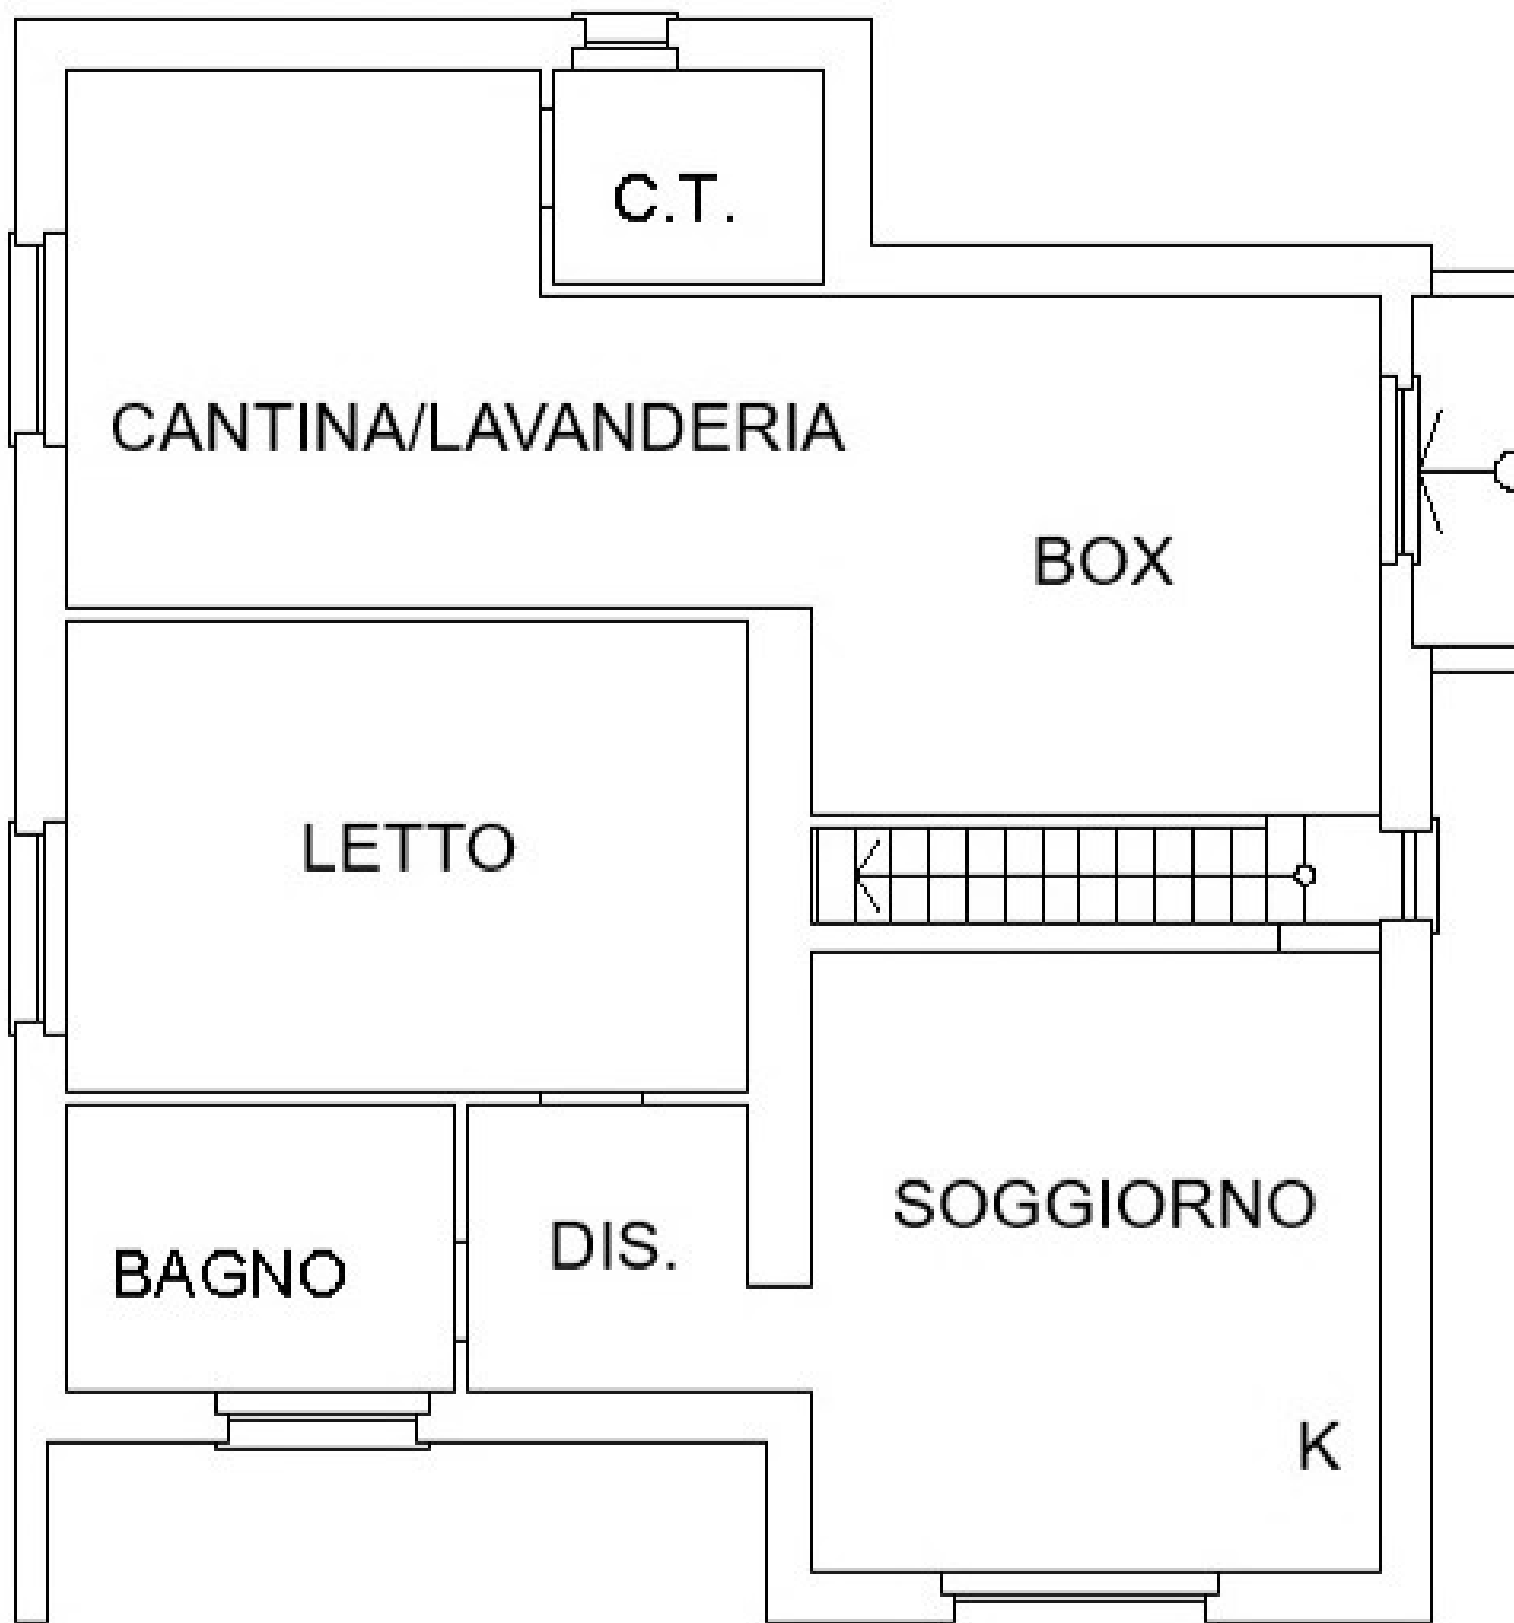 C.T.
CANTINA/LAVANDERIA
BOX
LETTO
SOGGIORNO
DIS.
BAGNO
K